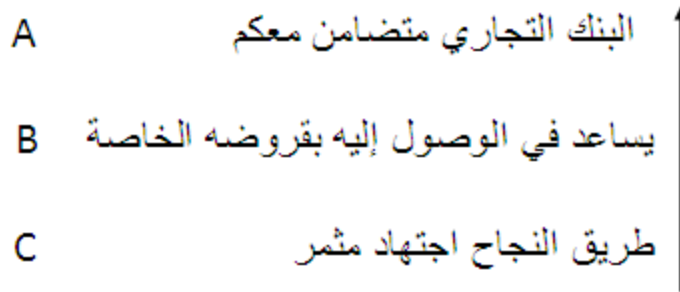 البنك التجاري متضامن معكم A
يساعد في الوصول إليه بقروضه الخاصة B
طريق النجاح اجتهاد مثمر C